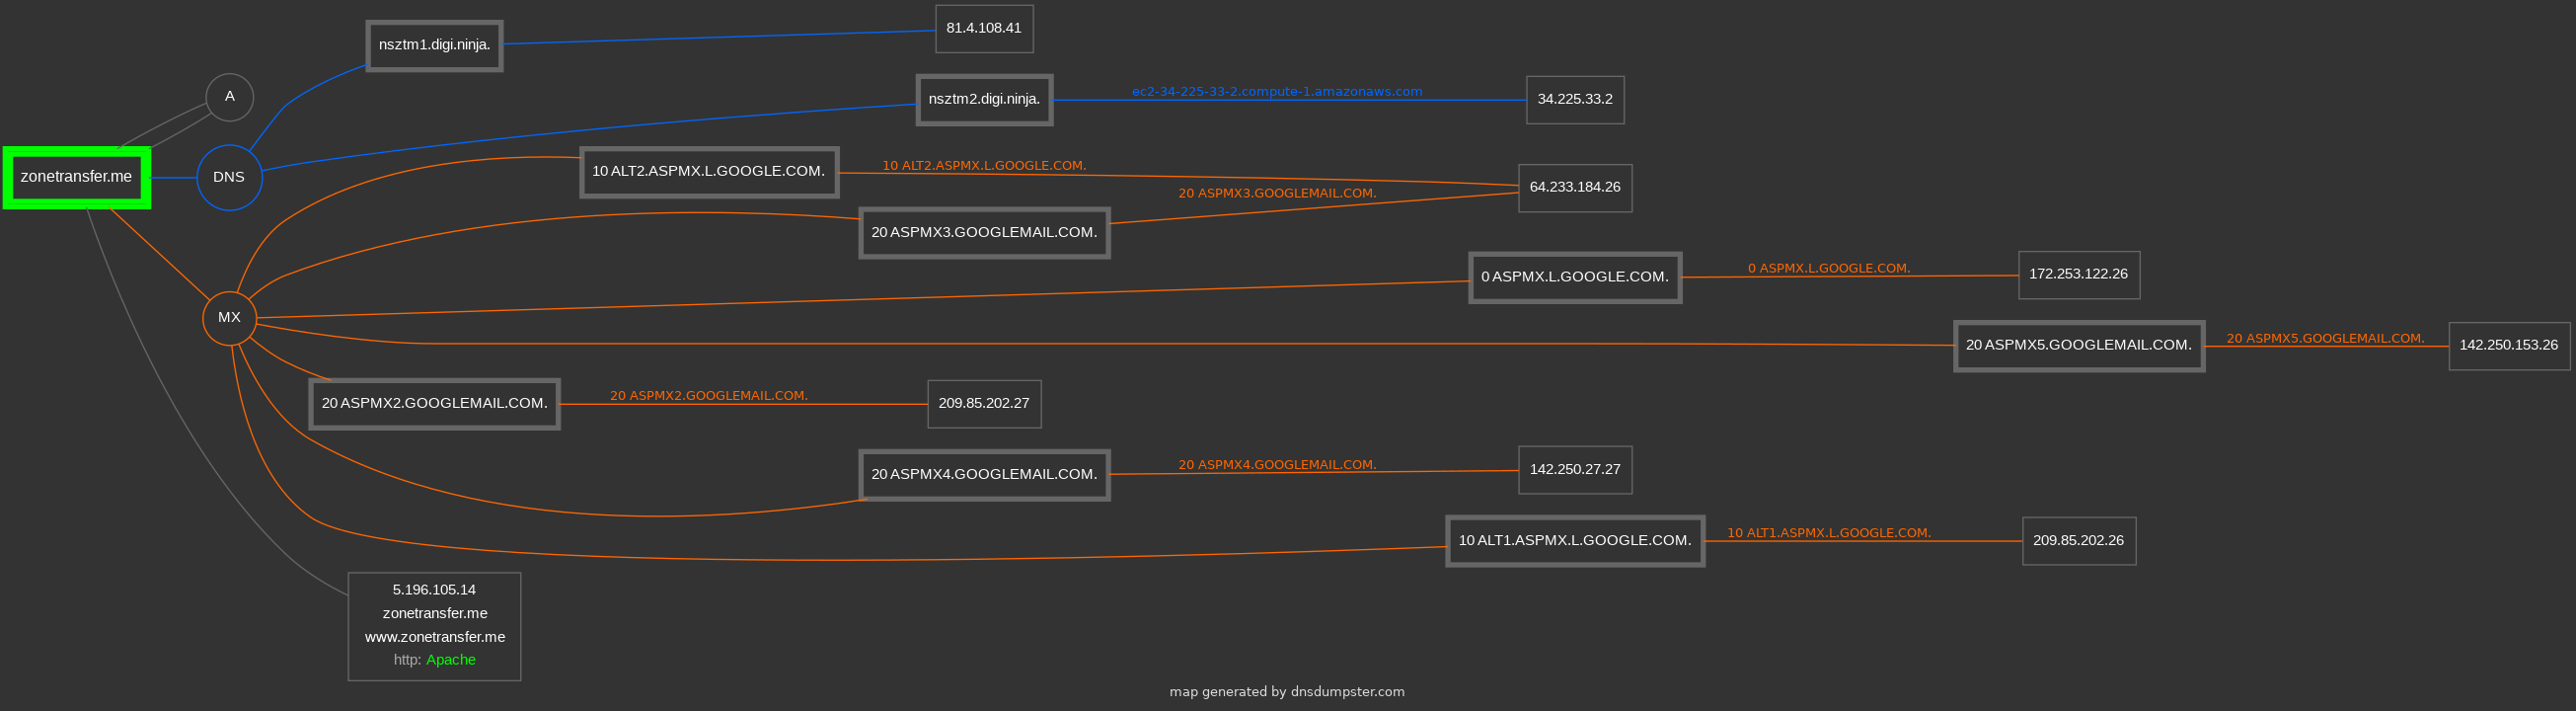 nsztm1.digi.ninja.
81.4.108.41
A
nsztm2.digi.ninja.
ec2-34-225-33-2.compute-1.amazonaws.com
34.225.33.2
zonetransfer.me
DNS
10 ALT2.ASPMX.L.GOOGLE.COM.
10 ALT2.ASPMX.L.GOOGLE.COM.
64.233.184.26
20 ASPMX3.GOOGLEMAIL.COM.
20 ASPMX3.GOOGLEMAIL.COM.
0 ASPMX.L.GOOGLE.COM.
0 ASPMX.L.GOOGLE.COM.
172.253.122.26
MX
20 ASPMX5.GOOGLEMAIL.COM.
20 ASPMX5.GOOGLEMAIL.COM.
142.250.153.26
20 ASPMX2.GOOGLEMAIL.COM.
20 ASPMX2.GOOGLEMAIL.COM.
209.85.202.27
20 ASPMX4.GOOGLEMAIL.COM.
20 ASPMX4.GOOGLEMAIL.COM.
142.250.27.27
10 ALT1.ASPMX.L.GOOGLE.COM.
10 ALT1.ASPMX.L.GOOGLE.COM.
209.85.202.26
5.196.105.14
zonetransfer.me
www.zonetransfer.me
http: Apache
map generated by dnsdumpster.com